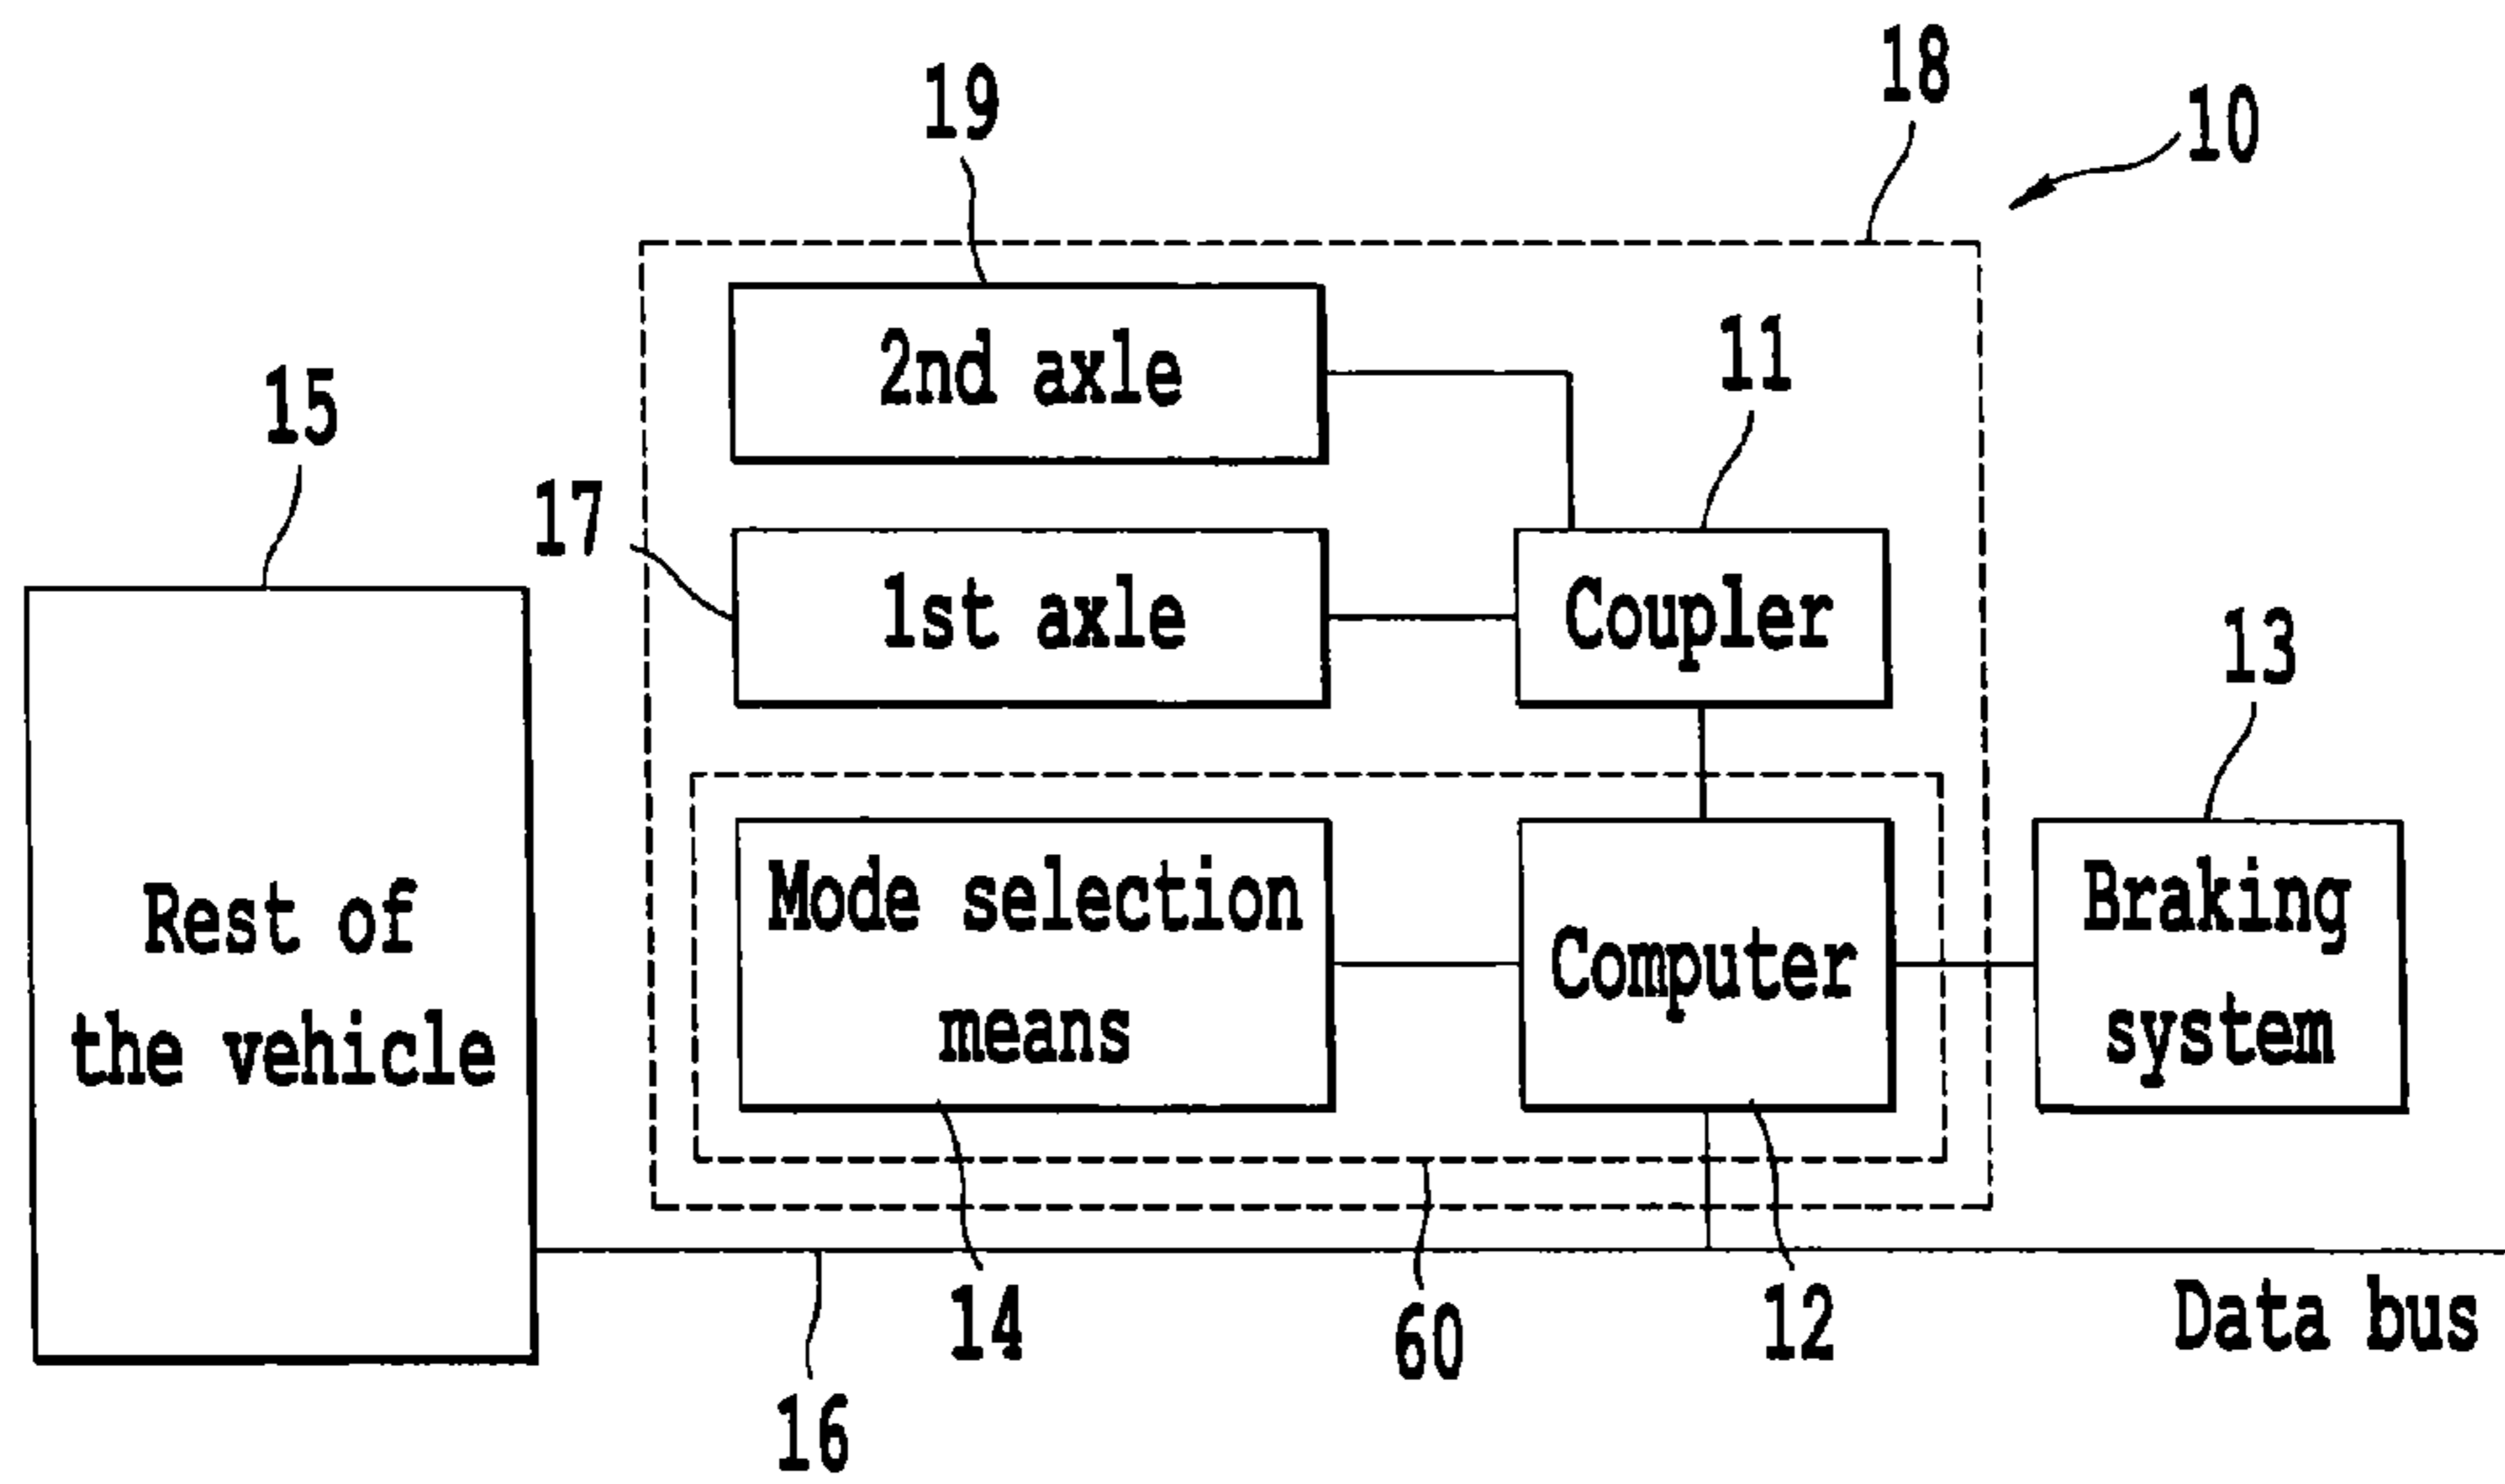 18
19
10
2nd axle
11
15
17
1st axle
Coupler
13
Mode selection
means
Computer
Braking
system
Rest of
the vehicle
Data bus
14
60
12
16